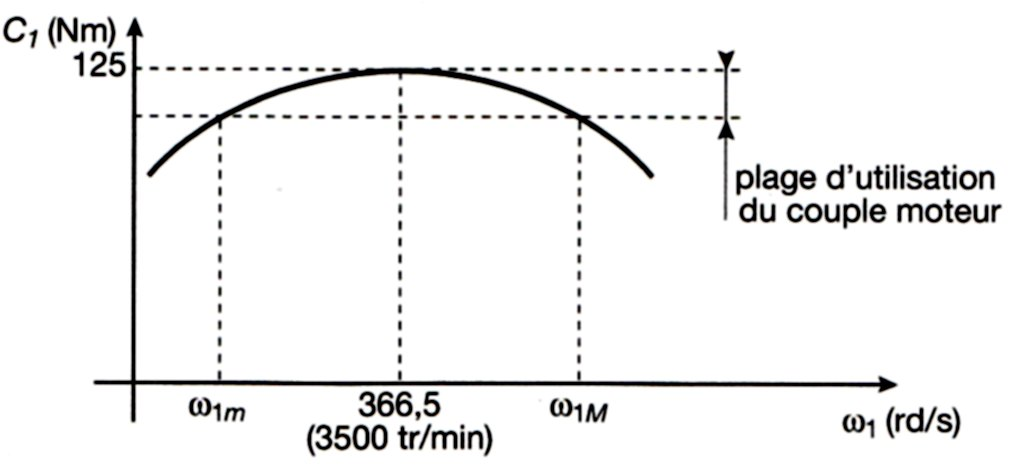 C₁ (Nm)
125
plage d'utilisation
du couple moteur
ω₁ₘ
366,5
ω₁M
(3500 tr/min)
ω₁ (rd/s)